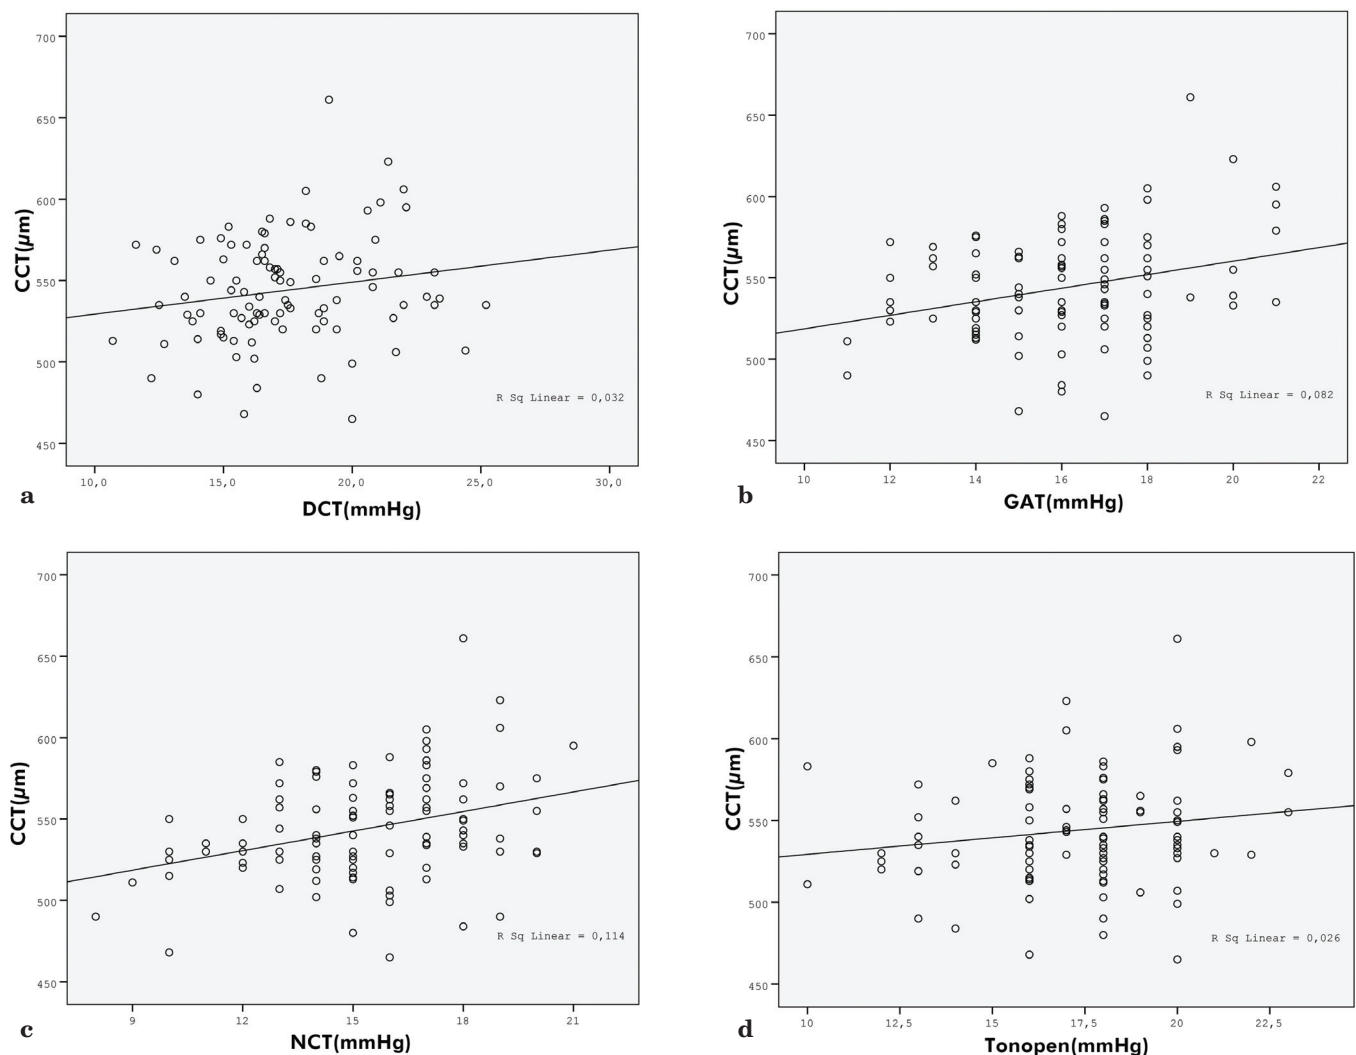 700
650
600
550
500
450
CCT(µm)
R Sq Linear = 0,032
10,0 15,0 20,0 25,0 30,0
a
DCT(mmHg)
700
650
600
550
500
450
CCT(µm)
R Sq Linear = 0,082
10 12 14 16 18 20 22
b
GAT(mmHg)
700
650
600
550
500
450
CCT(µm)
R Sq Linear = 0,114
9 12 15 18 21
c
NCT(mmHg)
700
650
600
550
500
450
CCT(µm)
R Sq Linear = 0,026
10 12,5 15 17,5 20 22,5
d
Tonopen(mmHg)